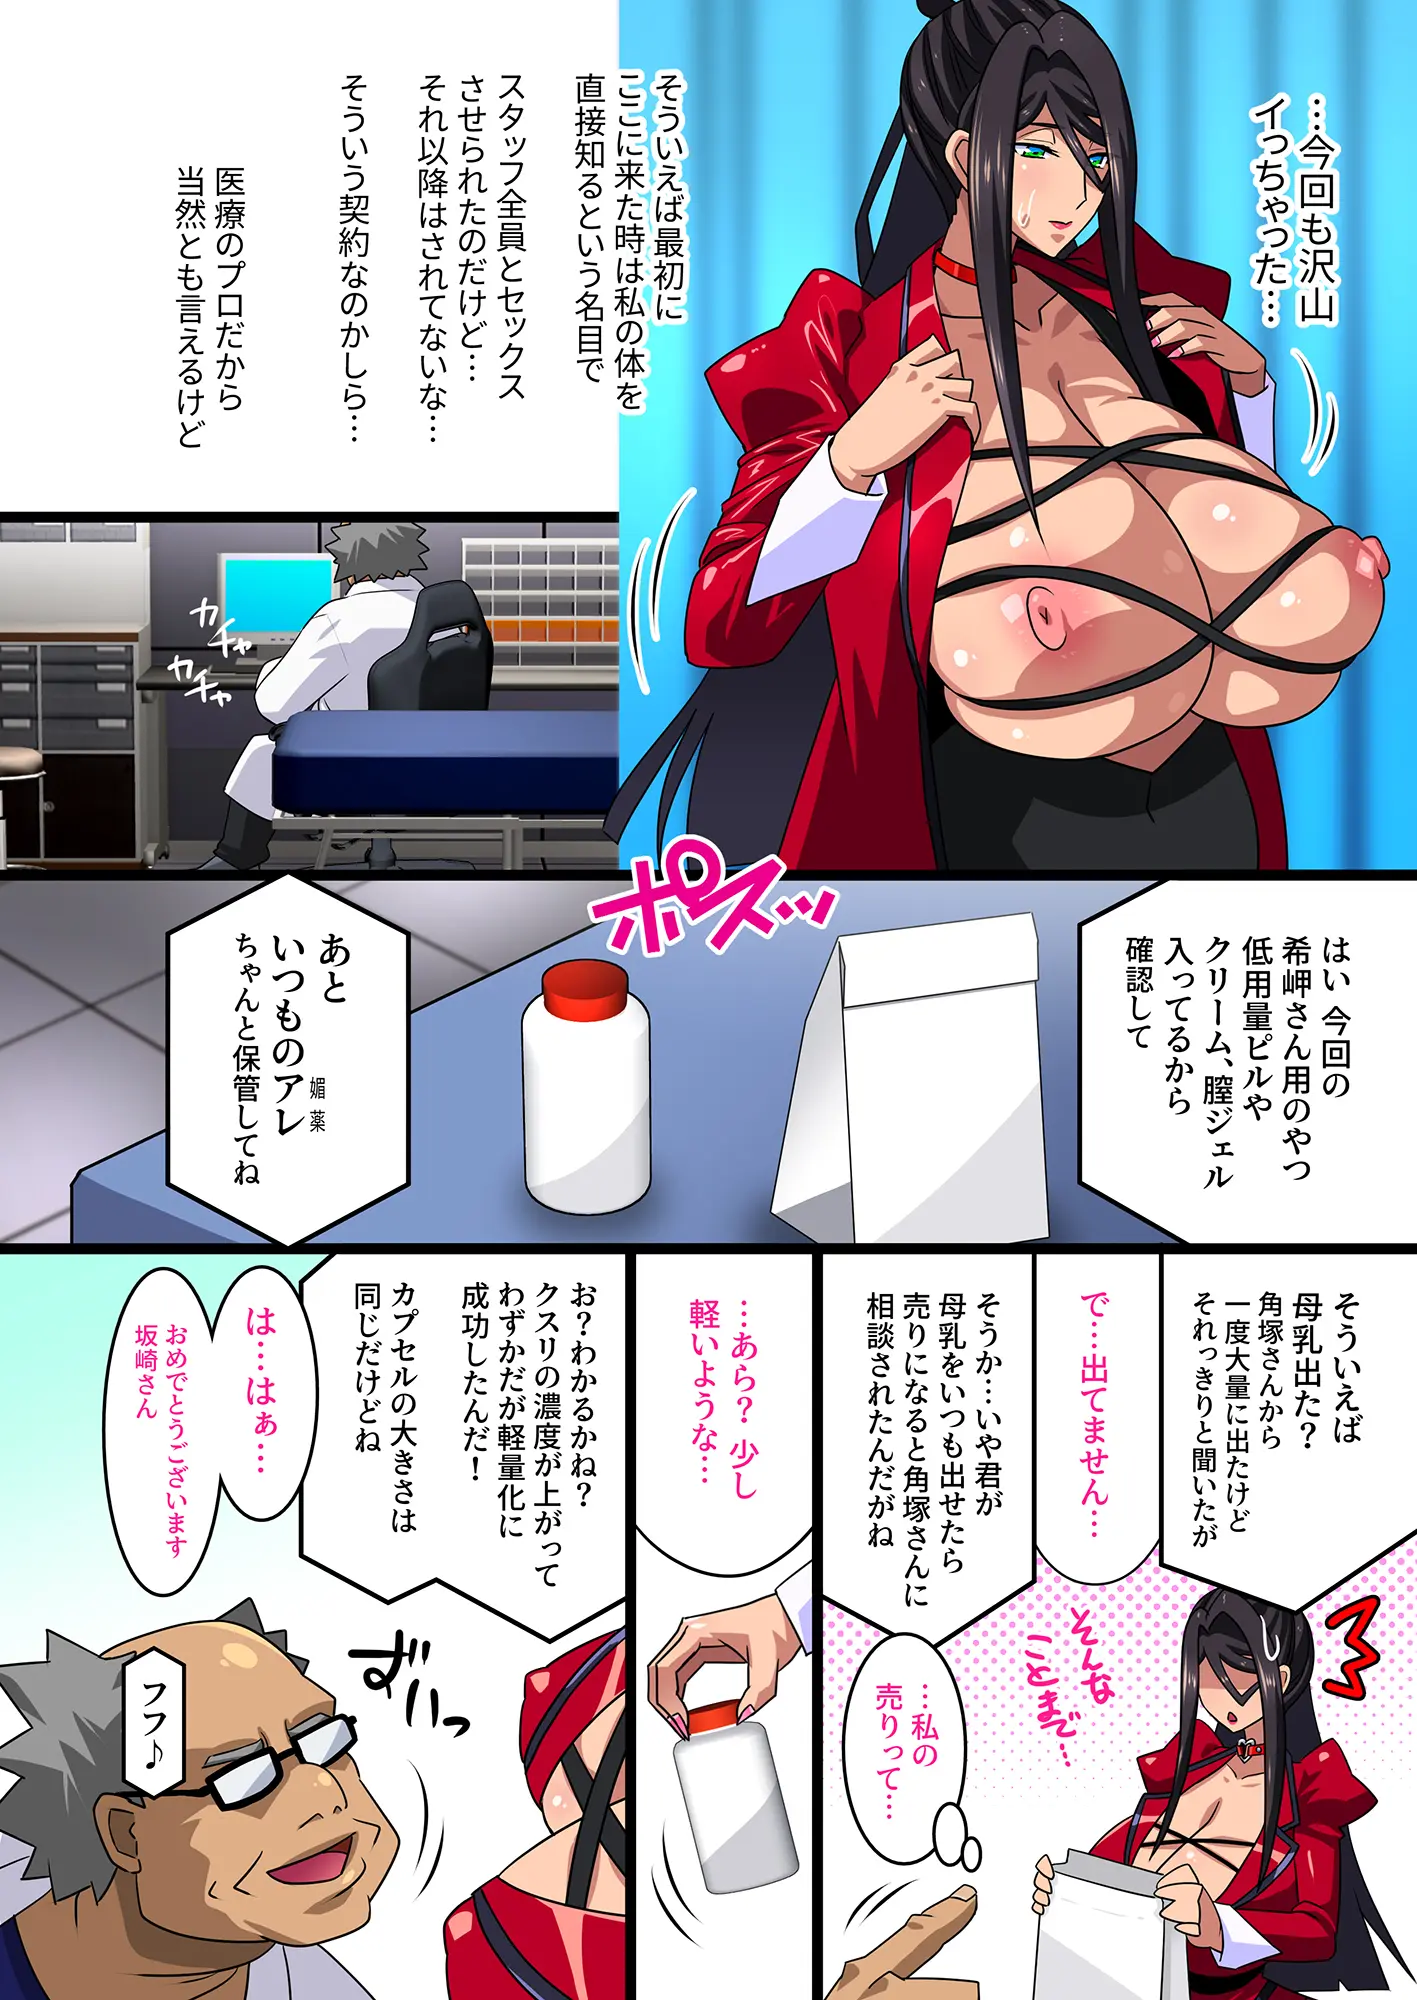 …今回も沢山
イっちゃった…
そういえば最初に
ここに来た時は私の体を
直接知るという名目で
スタッフ全員とセックス
させられたのだけど…
それ以降はされてないな…
そういう契約なのかしら…
医療のプロだから
当然とも言えるけど
カチャ
カチャ
ポスッ
はい 今回の
希岬さん用のやつ
低用量ピルや
クリーム、膣ジェル
入ってるから
確認して
あと
いつものアレ
媚薬
ちゃんと保管してね
そういえば
母乳出た?
角塚さんから
一度大量に出たけど
それっきりと聞いたが
で…出てません…
そんな
ことまで…
そうか…いや君が
母乳をいつも出せたら
売りになると角塚さんに
相談されたんだがね
…私の
売りって…
…あら? 少し
軽いような…
お?わかるかね?
クスリの濃度が上がって
わずかだが軽量化に
成功したんだ!
カプセルの大きさは
同じだけどね
ずいっ
は…はぁ…
おめでとうございます
坂崎さん
フフ♪